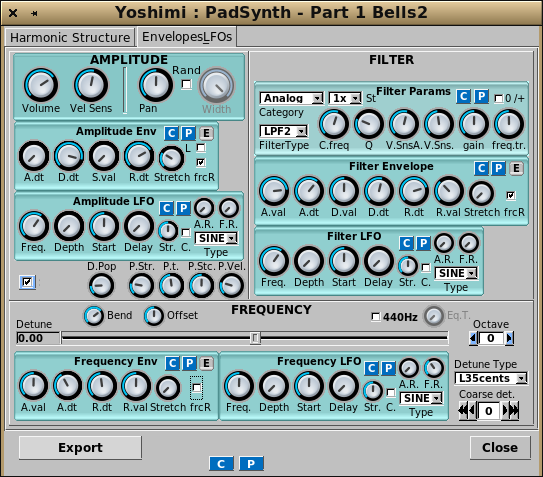 Yoshimi : PadSynth - Part 1 Bells2
Harmonic Structure EnvelopesLFOs
AMPLITUDE
Rand
Volume Vel Sens Pan Width
Amplitude Env C P E
L
A.dt D.dt S.val R.dt Stretch frcR
Amplitude LFO C P A.R. F.R.
SINE
Freq. Depth Start Delay Str. C. Type
D.Pop P.Str. P.t. P.Stc. P.Vel.
FILTER
Filter Params C P
Analog 1x St 0 /+
Category
LPF2
FilterType C.freq Q V.SnsA. V.Sns. gain freq.tr.
Filter Envelope C P E
A.val A.dt D.val D.dt R.dt R.val Stretch frcR
Filter LFO C P A.R. F.R.
SINE
Freq. Depth Start Delay Str. C. Type
FREQUENCY
Bend Offset 440Hz Eq.T.
Detune Octave
0.00 0
Frequency Env C P E
A.val A.dt R.dt R.val Stretch frcR
Frequency LFO C P A.R. F.R.
SINE
Freq. Depth Start Delay Str. C. Type
Detune Type
L35cents
Coarse det.
0
Export Close
C P